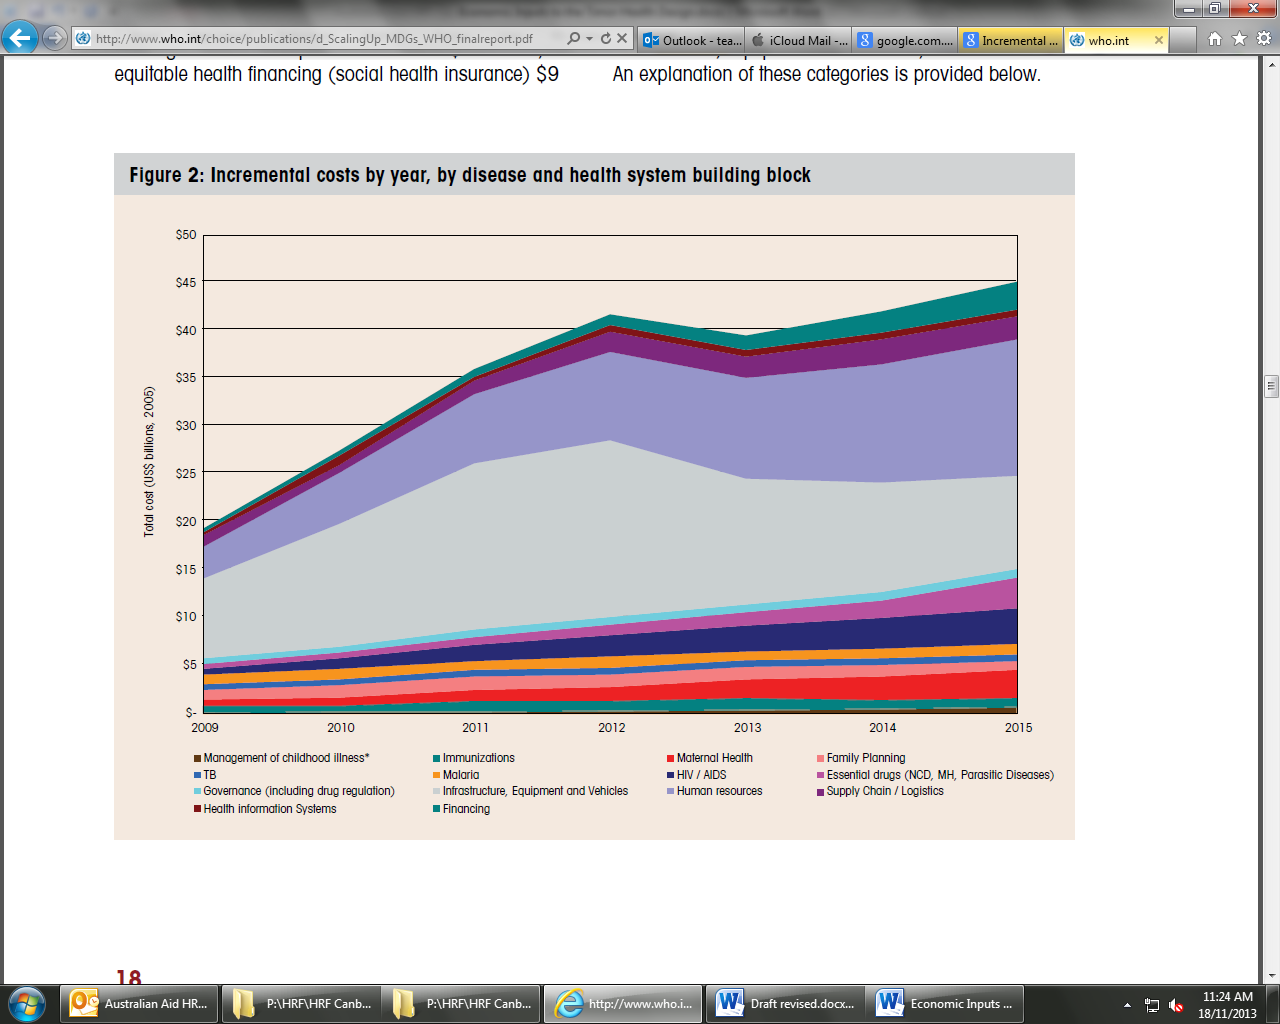 http://www.who.int/choice/publications/d_ScalingUp_MDGs_WHO_finalreport.pdf
Outlook - tea...
iCloud Mail -...
google.com....
Incremental ...
who.int
equitable health financing (social health insurance) $9
An explanation of these categories is provided below.
Figure 2: Incremental costs by year, by disease and health system building block
Total cost (US$ billions, 2005)
$50
$45
$40
$35
$30
$25
$20
$15
$10
$5
$-
2009 2010 2011 2012 2013 2014 2015
Management of childhood illness* Immunizations Maternal Health Family Planning
TB Malaria HIV / AIDS Essential drugs (NCD, MH, Parasitic Diseases)
Governance (including drug regulation) Infrastructure, Equipment and Vehicles Human resources Supply Chain / Logistics
Health information Systems Financing
18
Australian Aid HR...
P:\HRF\HRF Canb...
P:\HRF\HRF Canb...
http://www.who.i...
Draft revised.docx...
Economic Inputs ...
11:24 AM
18/11/2013